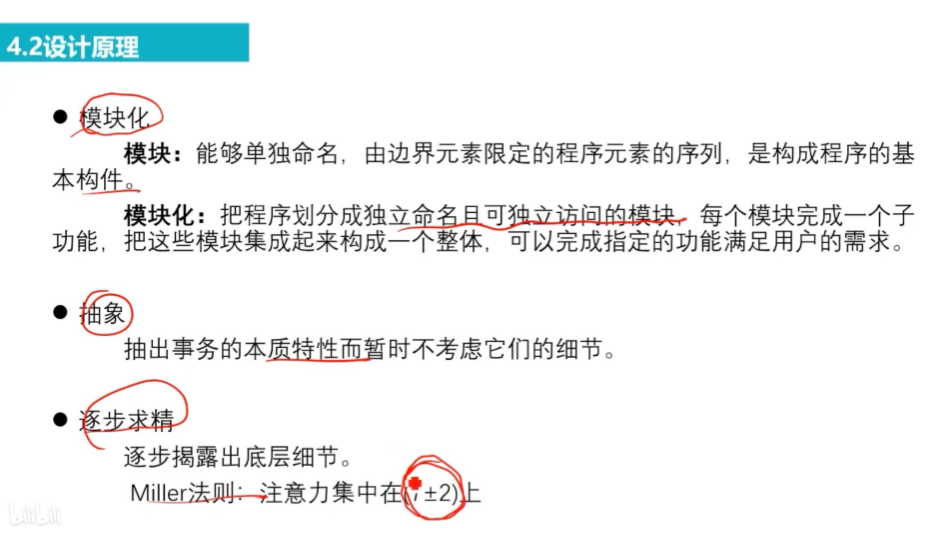 4.2设计原理
● 模块化
模块：能够单独命名，由边界元素限定的程序元素的序列，是构成程序的基
本构件。
模块化：把程序划分成独立命名且可独立访问的模块，每个模块完成一个子
功能，把这些模块集成起来构成一个整体，可以完成指定的功能满足用户的需求。
● 抽象
抽出事务的本质特性而暂时不考虑它们的细节。
● 逐步求精
逐步揭露出底层细节。
Miller法则：注意力集中在(7±2)上
bilibili